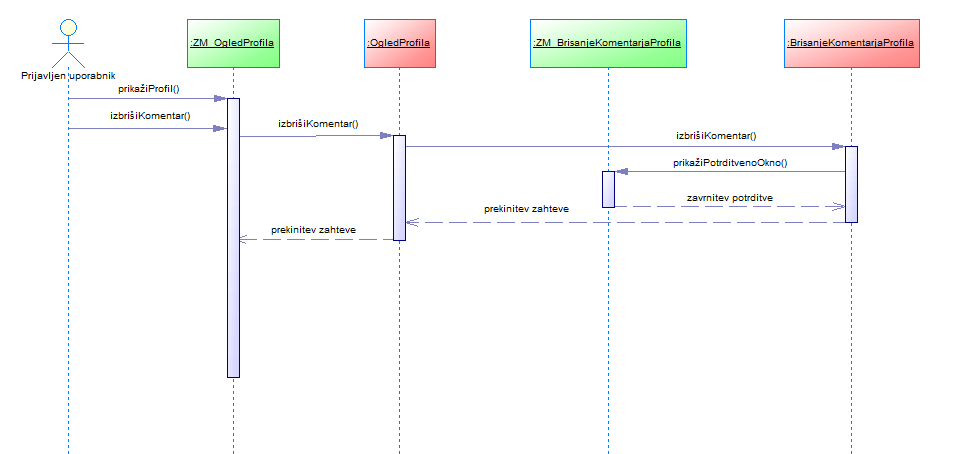 :ZM_OgledProfila
:OgledProfila
:ZM_BrisanjeKomentarjaProfila
:BrisanjeKomentarjaProfila
Prijavljen uporabnik
prikažiProfil()
izbrišiKomentar()
izbrišiKomentar()
izbrišiKomentar()
prikažiPotrditvenoOkno()
zavrnitev potrditve
prekinitev zahteve
prekinitev zahteve